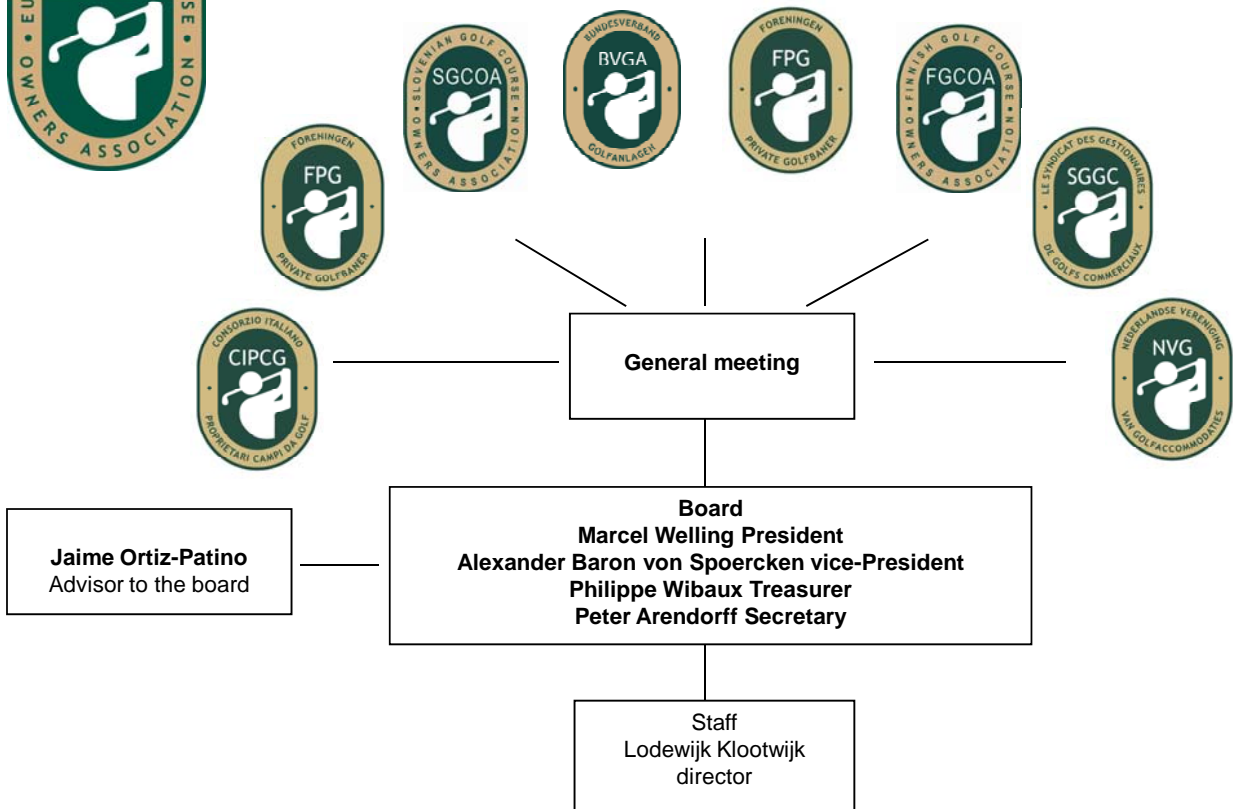 EU
SE
OWNERS ASSOCIATION
SLOVENIAN GOLF COURSE
SGCOA
OWNERS ASSOCIATION
BUNDESVERBAND
BVGA
GOLFANLAGEN
FORENINGEN
FPG
PRIVATE GOLFBANER
FINNISH GOLF COURSE
FGCOA
OWNERS ASSOCIATION
FORENINGEN
FPG
PRIVATE GOLFBANER
LE SYNDICAT DES GESTIONNAIRES
SGGC
DE GOLFS COMMERCIAUX
CONSORZIO ITALIANO
CIPCG
PROPRIETARI CAMPI DA GOLF
General meeting
NEDERLANDSE VERENIGING
NVG
VAN GOLFACCOMMODATIES
Jaime Ortiz-Patino
Advisor to the board
Board
Marcel Welling President
Alexander Baron von Spoercken vice-President
Philippe Wibaux Treasurer
Peter Arendorff Secretary
Staff
Lodewijk Klootwijk
director